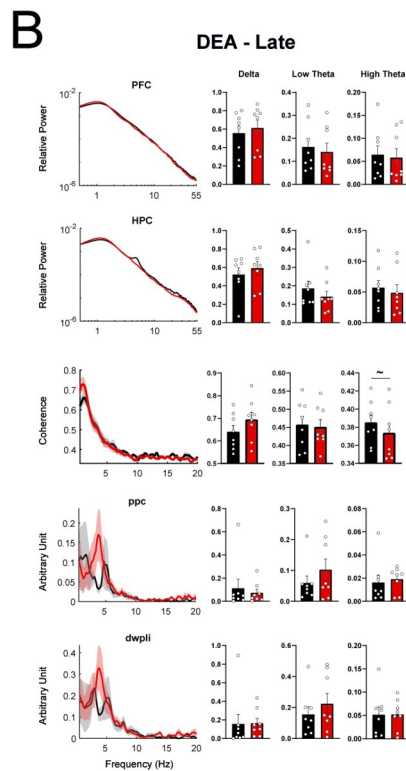 B
DEA - Late
Delta Low Theta High Theta
PFC
Relative Power
10-2
10-6
1 10 55
1.0 0.8 0.6 0.4 0.2 0.0
0.4 0.3 0.2 0.1 0.0
0.20 0.15 0.10 0.05 0.00
HPC
Relative Power
10-2
10-6
1 10 55
1.0 0.8 0.6 0.4 0.2 0.0
0.5 0.4 0.3 0.2 0.1 0.0
0.15 0.10 0.05 0.00
Coherence
0.8 0.7 0.6 0.5 0.4
5 10 15 20
0.9 0.8 0.7 0.6 0.5
0.60 0.55 0.50 0.45 0.40 0.35
0.44 0.42 0.40 0.38 0.36 0.34
~
ppc
Arbitrary Unit
0.2 0.15 0.1 0.05 0
5 10 15 20
0.8 0.6 0.4 0.2 0.0
0.3 0.2 0.1 0.0
0.08 0.06 0.04 0.02 0.00
dwpli
Arbitrary Unit
0.4 0.3 0.2 0.1 0
5 10 15 20
1.0 0.8 0.6 0.4 0.2 0.0
0.6 0.4 0.2 0.0
0.20 0.15 0.10 0.05 0.00
Frequency (Hz)